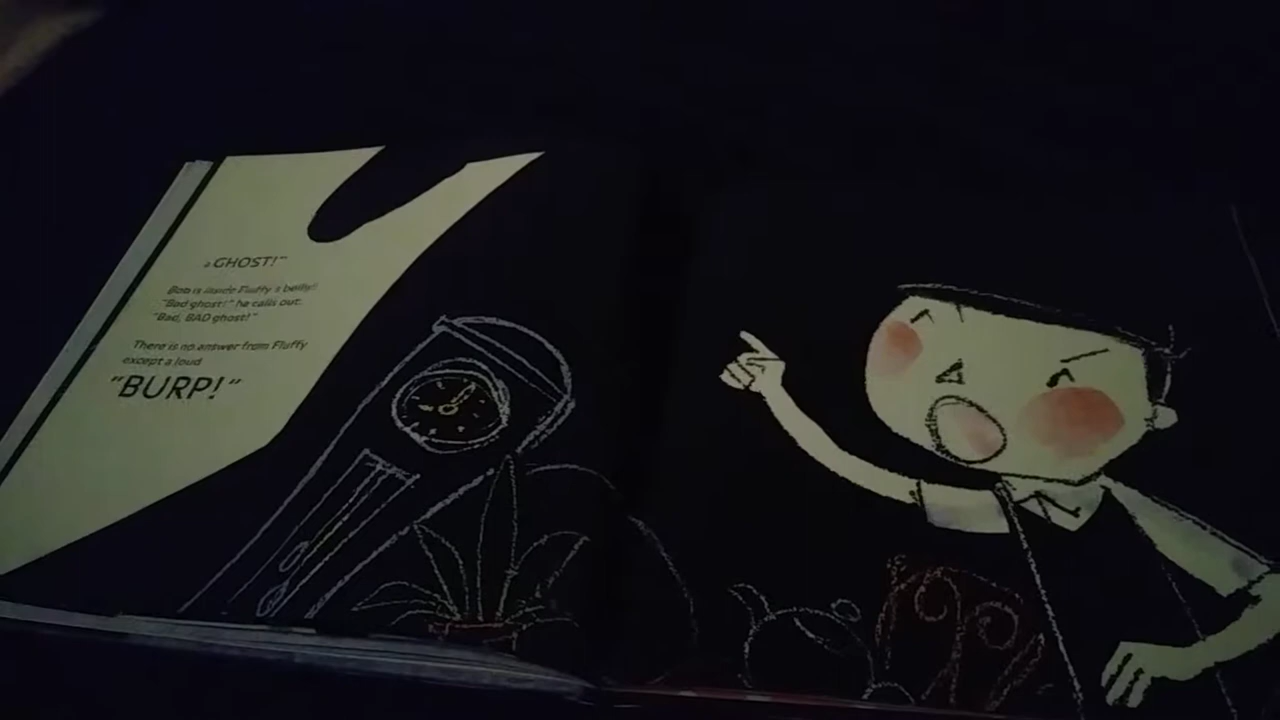 a GHOST!"
Bob is inside Fluffy's belly!
"Bad ghost!" he calls out.
"Bad, BAD ghost!"
There is no answer from Fluffy
except a loud
"BURP!"